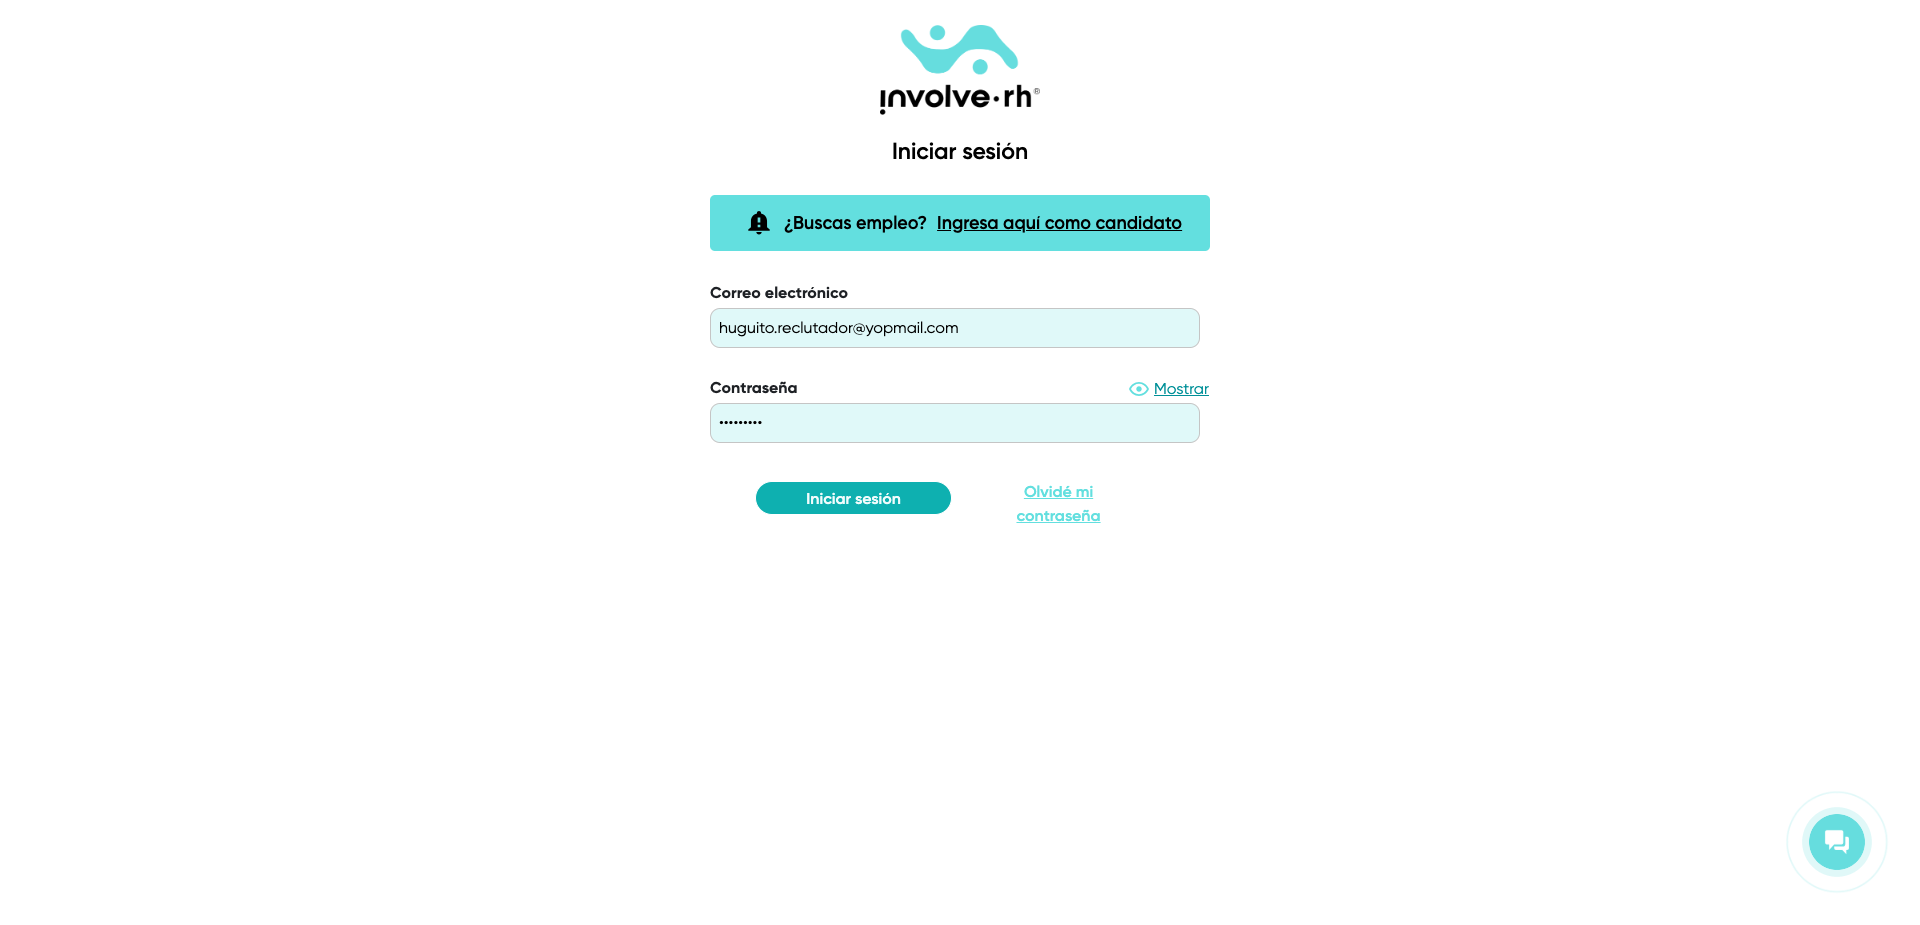 involve·rh®
Iniciar sesión
¿Buscas empleo? Ingresa aquí como candidato
Correo electrónico
huguito.reclutador@yopmail.com
Contraseña
Mostrar
•••••••••
Iniciar sesión
Olvidé mi
contraseña